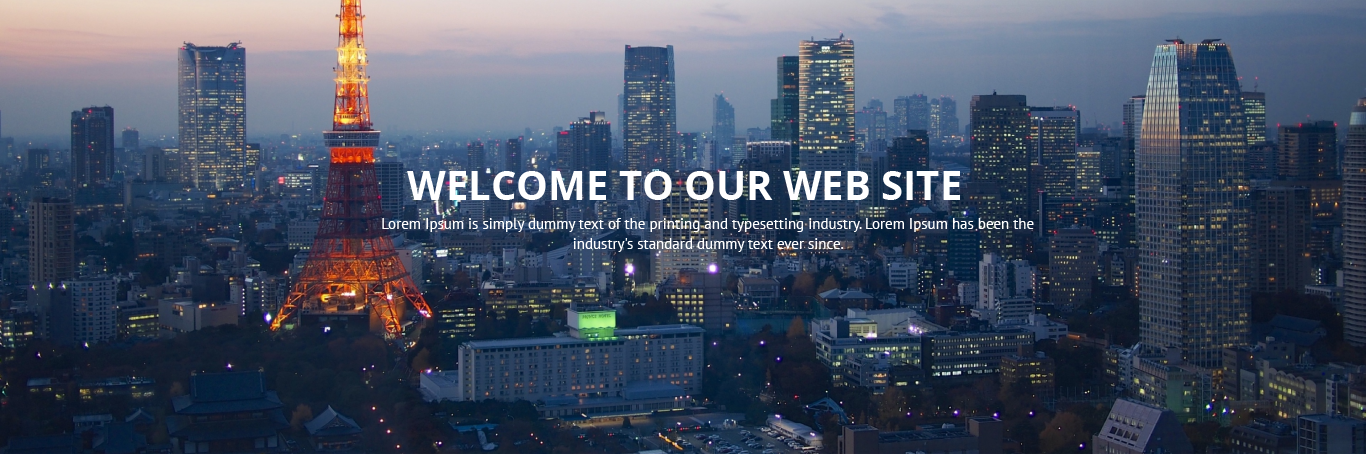 WELCOME TO OUR WEB SITE
Lorem Ipsum is simply dummy text of the printing and typesetting industry. Lorem Ipsum has been the
industry's standard dummy text ever since.